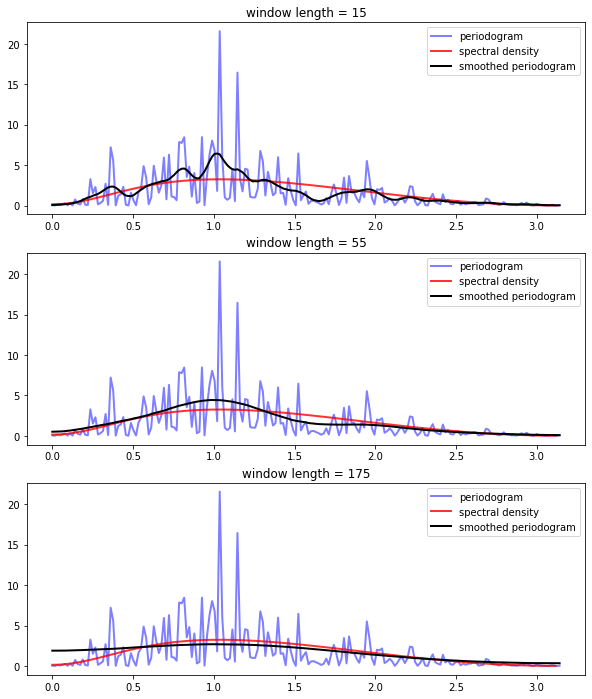 window length = 15
periodogram
spectral density
smoothed periodogram
20
15
10
5
0
0.0 0.5 1.0 1.5 2.0 2.5 3.0
window length = 55
periodogram
spectral density
smoothed periodogram
20
15
10
5
0
0.0 0.5 1.0 1.5 2.0 2.5 3.0
window length = 175
periodogram
spectral density
smoothed periodogram
20
15
10
5
0
0.0 0.5 1.0 1.5 2.0 2.5 3.0